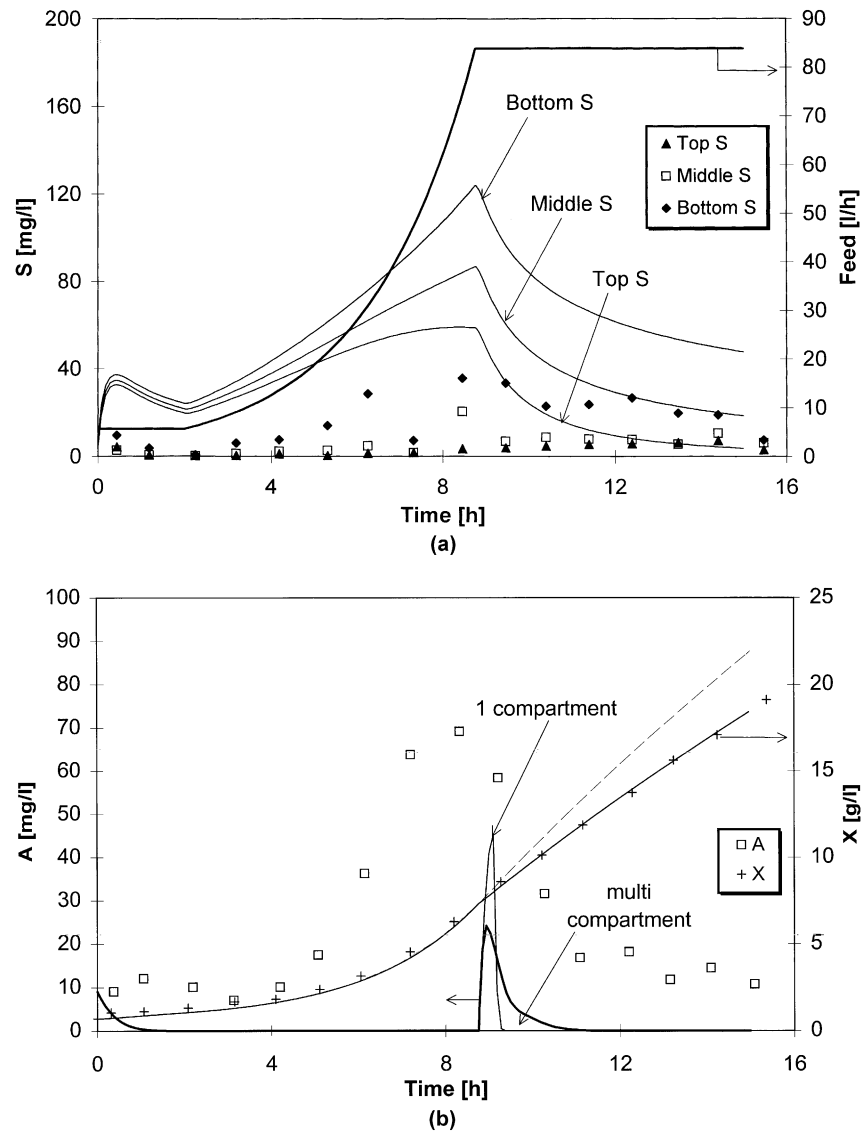 200
160
120
80
40
0
S [mg/l]
Bottom S
Middle S
Top S
Top S
Middle S
Bottom S
90
80
70
60
50
40
30
20
10
0
Feed [l/h]
0 4 8 12 16
Time [h]
(a)
100
90
80
70
60
50
40
30
20
10
0
A [mg/l]
1 compartment
multi
compartment
A
X
25
20
15
10
5
0
X [g/l]
0 4 8 12 16
Time [h]
(b)